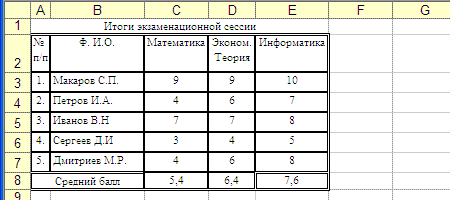 A B C D E F G
1 Итоги экзаменационной сессии
2 № п/п Ф. И.О. Математика Эконом. Теория Информатика
3 1. Макаров С.П. 9 9 10
4 2. Петров И.А. 4 6 7
5 3. Иванов В.Н 7 7 8
6 4. Сергеев Д.И 3 4 5
7 5. Дмитриев М.Р. 4 6 8
8 Средний балл 5,4 6,4 7,6
9